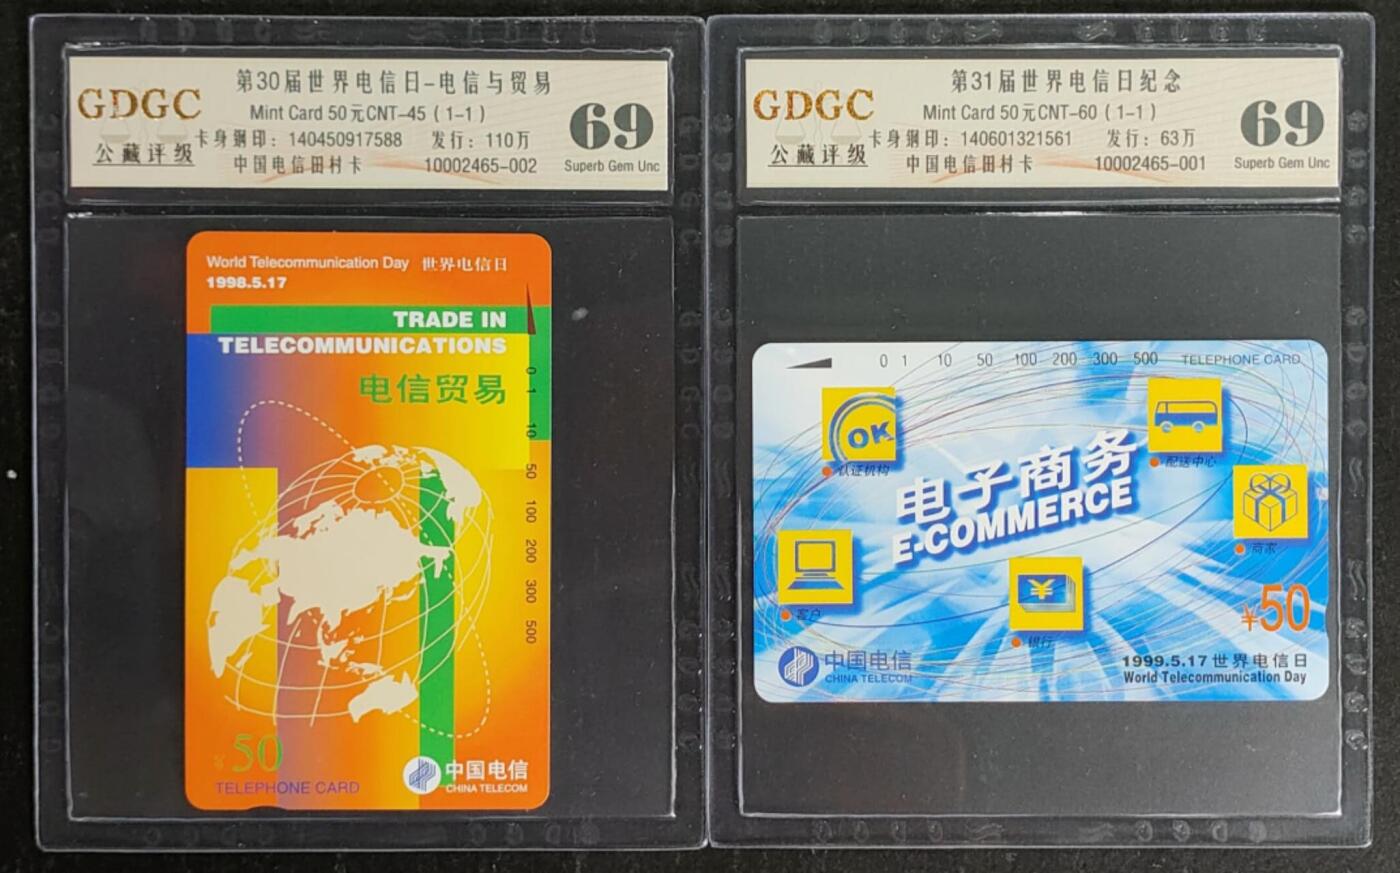 GDGC
公藏评级
第30届世界电信日-电信与贸易
Mint Card 50元CNT-45 (1-1)
卡身钢印：140450917588 发行：110万
中国电信田村卡 10002465-002
69
Superb Gem Unc
World Telecommunication Day 世界电信日
1998.5.17
TRADE IN
TELECOMMUNICATIONS
电信贸易
0 1 10 50 100 200 300 500
¥50
TELEPHONE CARD
中国电信
CHINA TELECOM
GDGC
公藏评级
第31届世界电信日纪念
Mint Card 50元CNT-60 (1-1)
卡身钢印：140601321561 发行：63万
中国电信田村卡 10002465-001
69
Superb Gem Unc
0 1 10 50 100 200 300 500 TELEPHONE CARD
OK
认证机构
配送中心
电子商务
E-COMMERCE
商家
客户
¥
银行
¥50
中国电信
CHINA TELECOM
1999.5.17 世界电信日
World Telecommunication Day